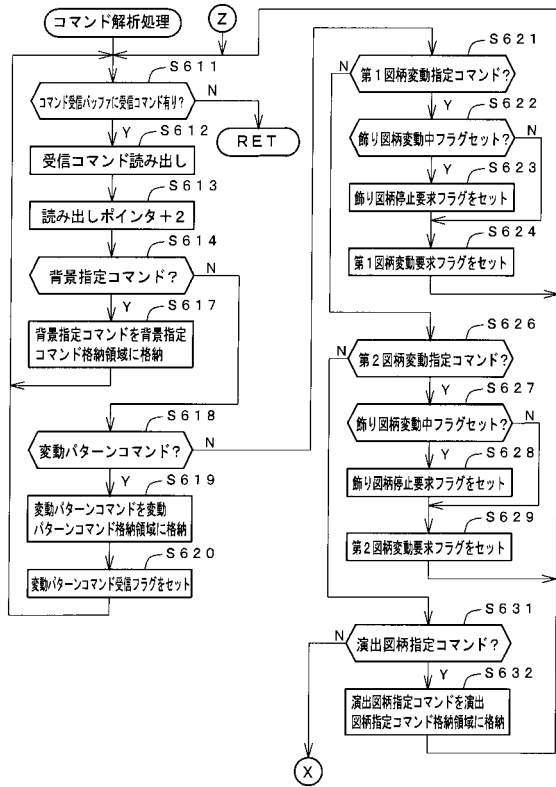 コマンド解析処理
Z
S611
コマンド受信バッファに受信コマンド有り？
N
Y
RET
S612
受信コマンド読み出し
S613
読み出しポインタ＋2
S614
背景指定コマンド？
N
Y
S617
背景指定コマンドを背景指定
コマンド格納領域に格納
S618
変動パターンコマンド？
N
Y
S619
変動パターンコマンドを変動
パターンコマンド格納領域に格納
S620
変動パターンコマンド受信フラグをセット
S621
N
第1図柄変動指定コマンド？
Y
S622
飾り図柄変動中フラグセット？
N
Y
S623
飾り図柄停止要求フラグをセット
S624
第1図柄変動要求フラグをセット
S626
N
第2図柄変動指定コマンド？
Y
S627
飾り図柄変動中フラグセット？
N
Y
S628
飾り図柄停止要求フラグをセット
S629
第2図柄変動要求フラグをセット
S631
N
演出図柄指定コマンド？
Y
S632
演出図柄指定コマンドを演出
図柄指定コマンド格納領域に格納
X